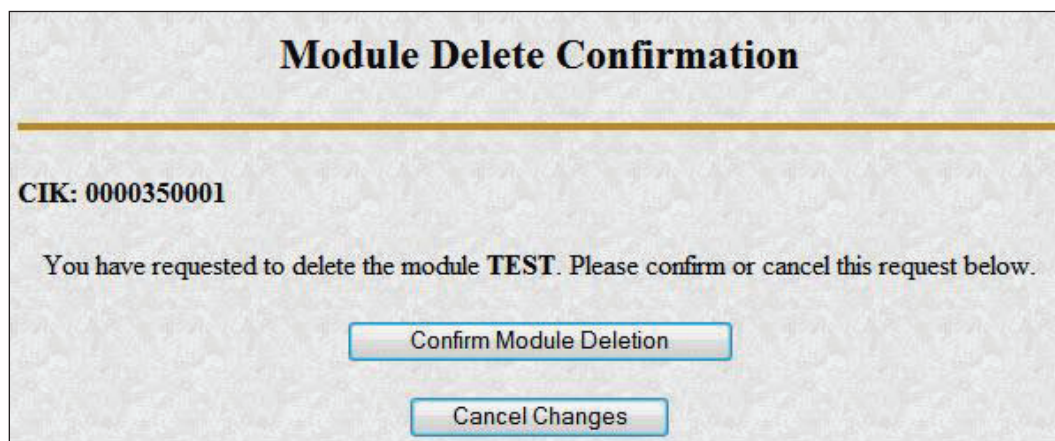 Module Delete Confirmation
CIK: 0000350001
You have requested to delete the module TEST. Please confirm or cancel this request below.
Confirm Module Deletion
Cancel Changes